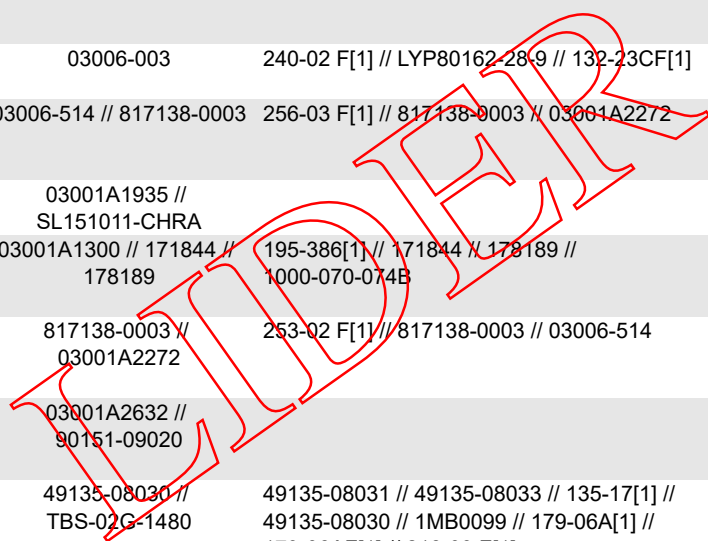 03006-003 240-02 F[1] // LYP80162-28-9 // 132-23CF[1]
03006-514 // 817138-0003 256-03 F[1] // 817138-0003 // 03001A2272
03001A1935 //
SL151011-CHRA
03001A1300 // 171844 // 195-386[1] // 171844 // 178189 //
178189 1000-070-074B
817138-0003 // 253-02 F[1] // 817138-0003 // 03006-514
03001A2272
03001A2632 //
90151-09020
49135-08030 // 49135-08031 // 49135-08033 // 135-17[1] //
TBS-02G-1480 49135-08030 // 1MB0099 // 179-06A[1] //
LIDER